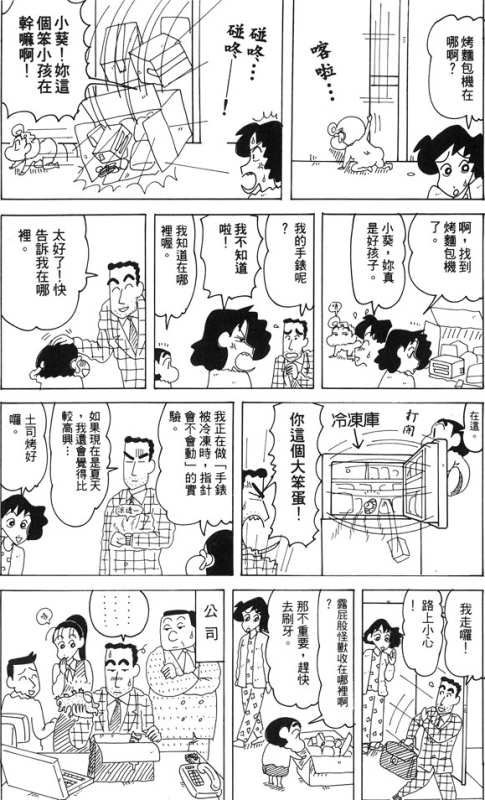 烤麵包機在
哪啊？
喀啦…
碰咚…
碰咚…！
小葵！妳這
個笨小孩在
幹嘛啊！
啊，找到
烤麵包機
了。
小葵，妳真
是好孩子。
我的手錶呢
？
我不知道
啦！
我知道在哪
裡喔。
太好了！快
告訴我在哪
裡。
在這。
打開
冷凍庫
你這個大笨蛋！
我正在做「手錶
被冷凍時，指針
會不會動」的實
驗。
冰透
如果現在是夏天
，我還會覺得比
較高興…
土司烤好
囉。
我走囉！
路上小心
！
露屁股怪獸收在哪裡啊
？
那不重要，趕快
去刷牙。
公司
………